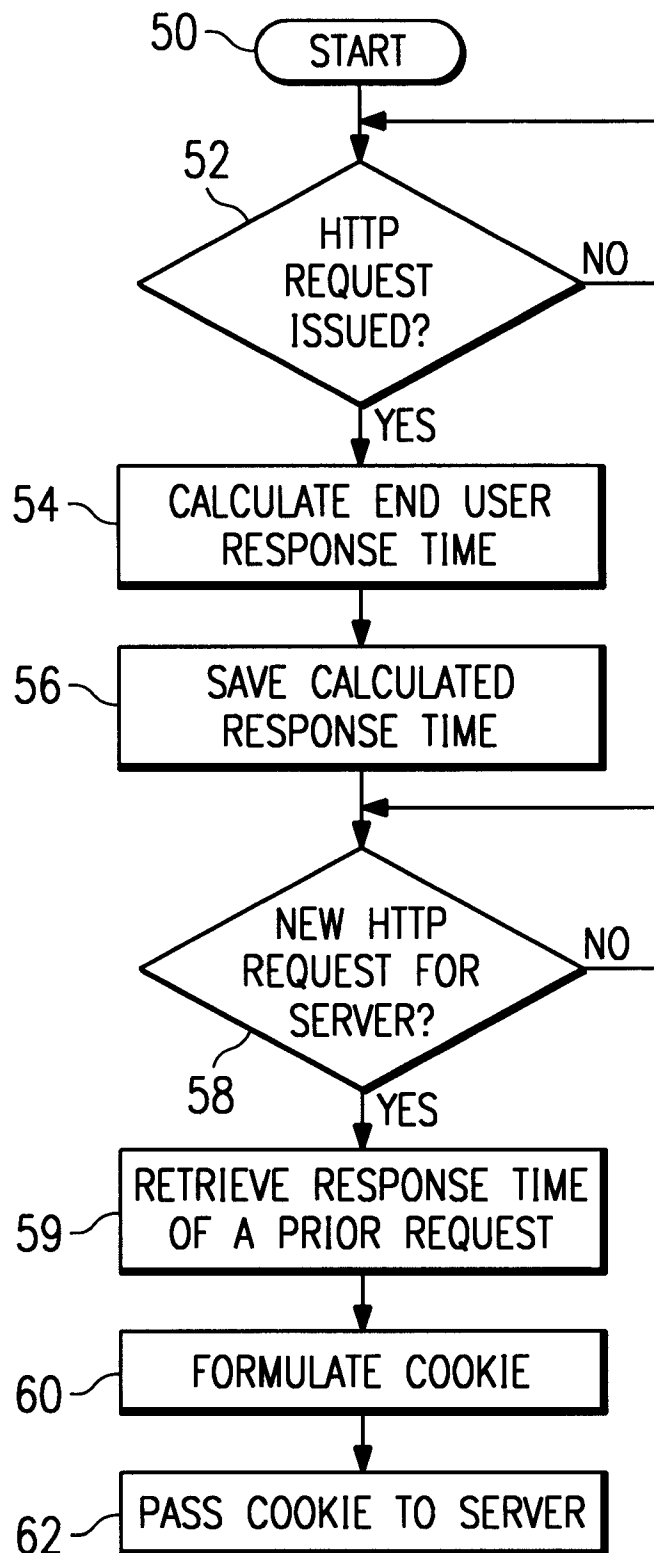 50
START
52
HTTP
REQUEST
ISSUED?
NO
YES
54
CALCULATE END USER
RESPONSE TIME
56
SAVE CALCULATED
RESPONSE TIME
NEW HTTP
REQUEST FOR
SERVER?
NO
58
YES
59
RETRIEVE RESPONSE TIME
OF A PRIOR REQUEST
60
FORMULATE COOKIE
62
PASS COOKIE TO SERVER